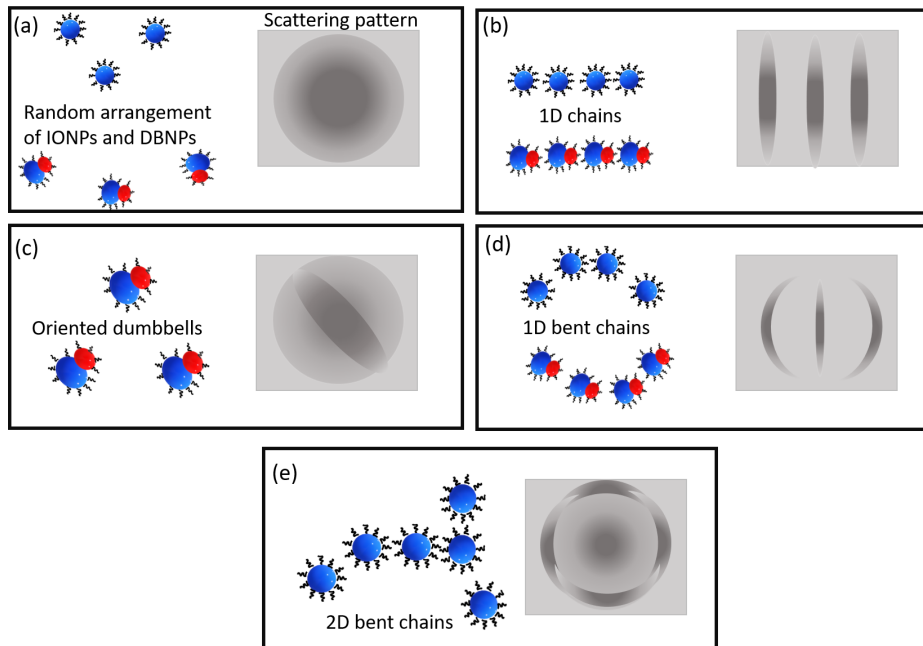 (a)
Scattering pattern
Random arrangement
of IONPs and DBNPs
(b)
1D chains
(c)
Oriented dumbbells
(d)
1D bent chains
(e)
2D bent chains